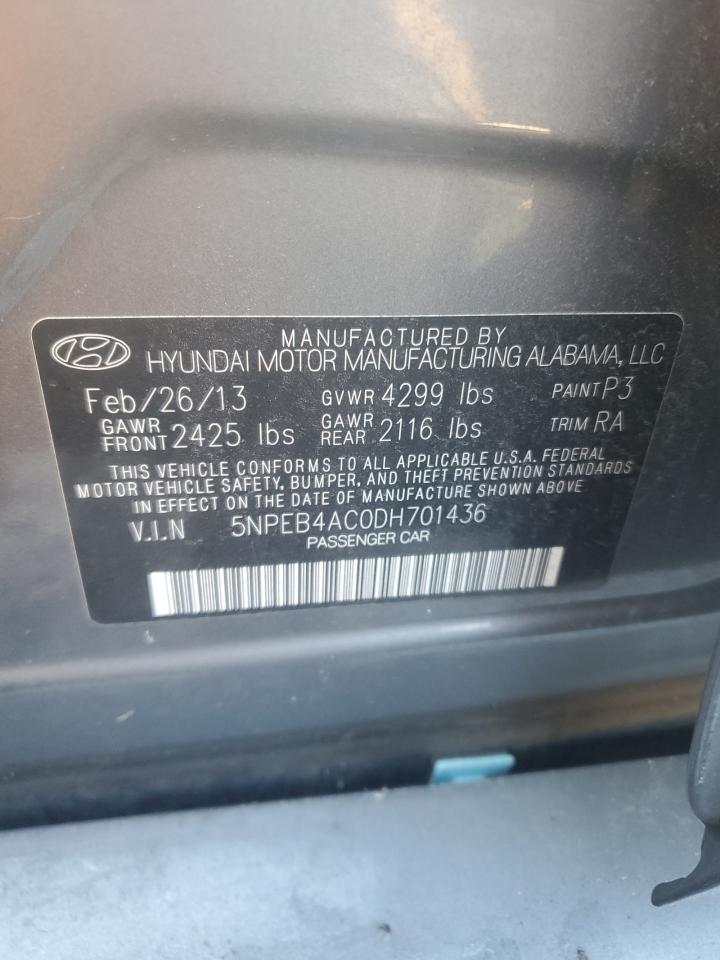 MANUFACTURED BY
HYUNDAI MOTOR MANUFACTURING ALABAMA, LLC
Feb/26/13 GVWR 4299 lbs PAINT P3
GAWR FRONT 2425 lbs GAWR REAR 2116 lbs TRIM RA
THIS VEHICLE CONFORMS TO ALL APPLICABLE U.S.A. FEDERAL
MOTOR VEHICLE SAFETY, BUMPER, AND THEFT PREVENTION STANDARDS
IN EFFECT ON THE DATE OF MANUFACTURE SHOWN ABOVE
V.I.N 5NPEB4AC0DH701436
PASSENGER CAR